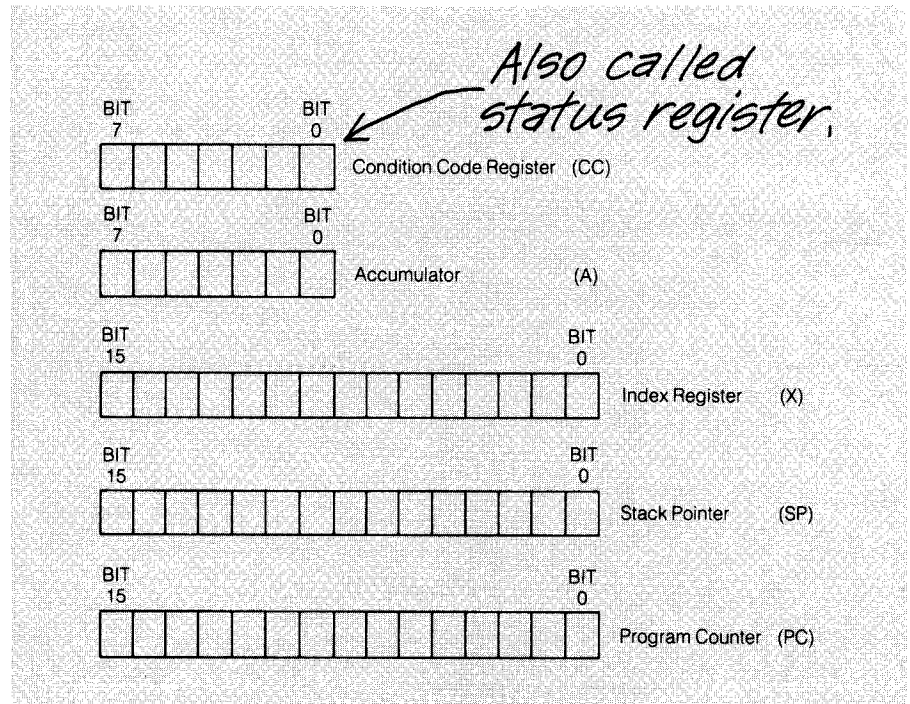 Also called
status register.
BIT BIT
7 0
Condition Code Register (CC)
BIT BIT
7 0
Accumulator (A)
BIT BIT
15 0
Index Register (X)
BIT BIT
15 0
Stack Pointer (SP)
BIT BIT
15 0
Program Counter (PC)